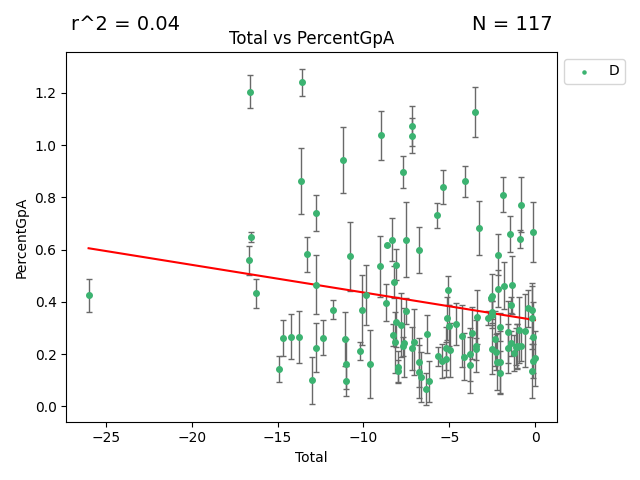 r^2 = 0.04 N = 117
Total vs PercentGpA
D
1.2
1.0
0.8
0.6
0.4
0.2
0.0
PercentGpA
−25 −20 −15 −10 −5 0
Total